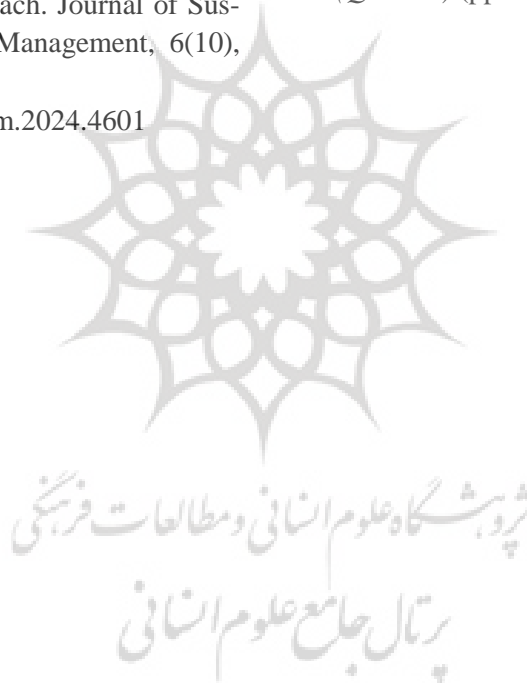 ach. Journal of Sus-
Management, 6(10),
m.2024.4601
پژوهشگاه علوم انسانی و مطالعات فرهنگی
پرتال جامع علوم انسانی